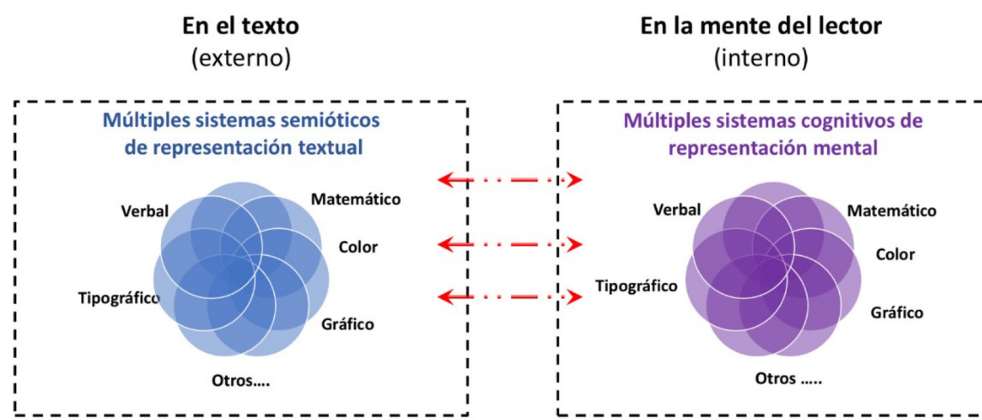 En el texto
(externo)
Múltiples sistemas semióticos
de representación textual
Verbal
Matemático
Color
Tipográfico
Gráfico
Otros….
En la mente del lector
(interno)
Múltiples sistemas cognitivos de
representación mental
Verbal
Matemático
Color
Tipográfico
Gráfico
Otros …..